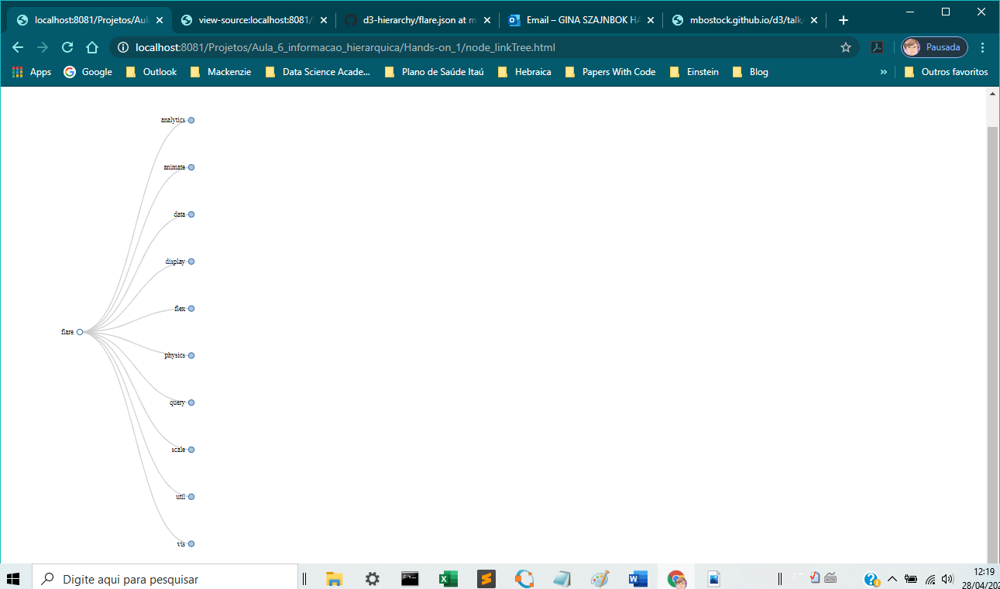 localhost:8081/Projetos/Aul
view-source:localhost:8081/
d3-hierarchy/flare.json at m
Email – GINA SZAJNBOK HA
mbostock.github.io/d3/talk
localhost:8081/Projetos/Aula_6_informacao_hierarquica/Hands-on_1/node_linkTree.html
Pausada
Apps
Google
Outlook
Mackenzie
Data Science Acade...
Plano de Saúde Itaú
Hebraica
Papers With Code
Einstein
Blog
»
Outros favoritos
analytics
animate
data
display
flex
flare
physics
query
scale
util
vis
Digite aqui para pesquisar
12:19
28/04/202